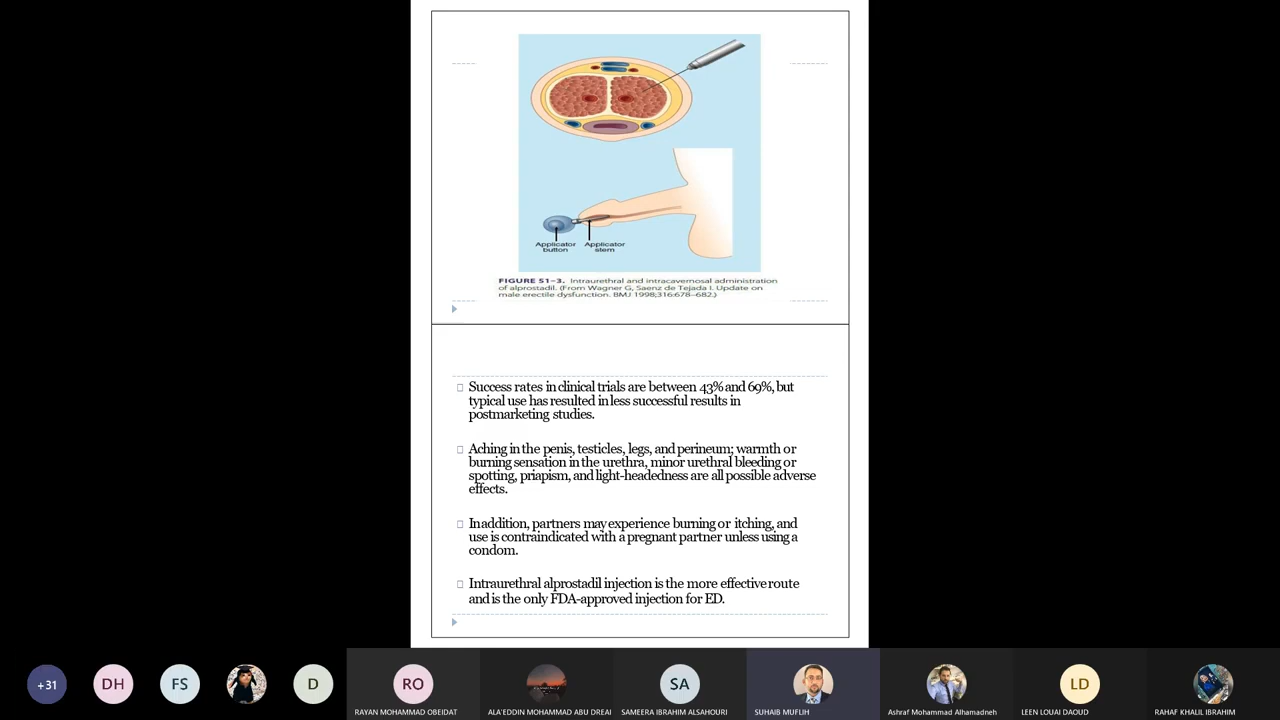 Applicator button
Applicator stem
FIGURE 51–3. Intraurethral and intracavernosal administration
of alprostadil. (From Wagner G, Saenz de Tejada I. Update on
male erectile dysfunction. BMJ 1998;316:678–682.)
Success rates in clinical trials are between 43% and 69%, but
typical use has resulted in less successful results in
postmarketing studies.
Aching in the penis, testicles, legs, and perineum; warmth or
burning sensation in the urethra, minor urethral bleeding or
spotting, priapism, and light-headedness are all possible adverse
effects.
In addition, partners may experience burning or itching, and
use is contraindicated with a pregnant partner unless using a
condom.
Intraurethral alprostadil injection is the more effective route
and is the only FDA-approved injection for ED.
+31
DH
FS
D
RO
SA
LD
RAYAN MOHAMMAD OBEIDAT
ALA'EDDIN MOHAMMAD ABU DREAI
SAMEERA IBRAHIM ALSAHOURI
SUHAIB MUFLIH
Ashraf Mohammad Alhamadneh
LEEN LOUAI DAOUD
RAHAF KHALIL IBRAHIM